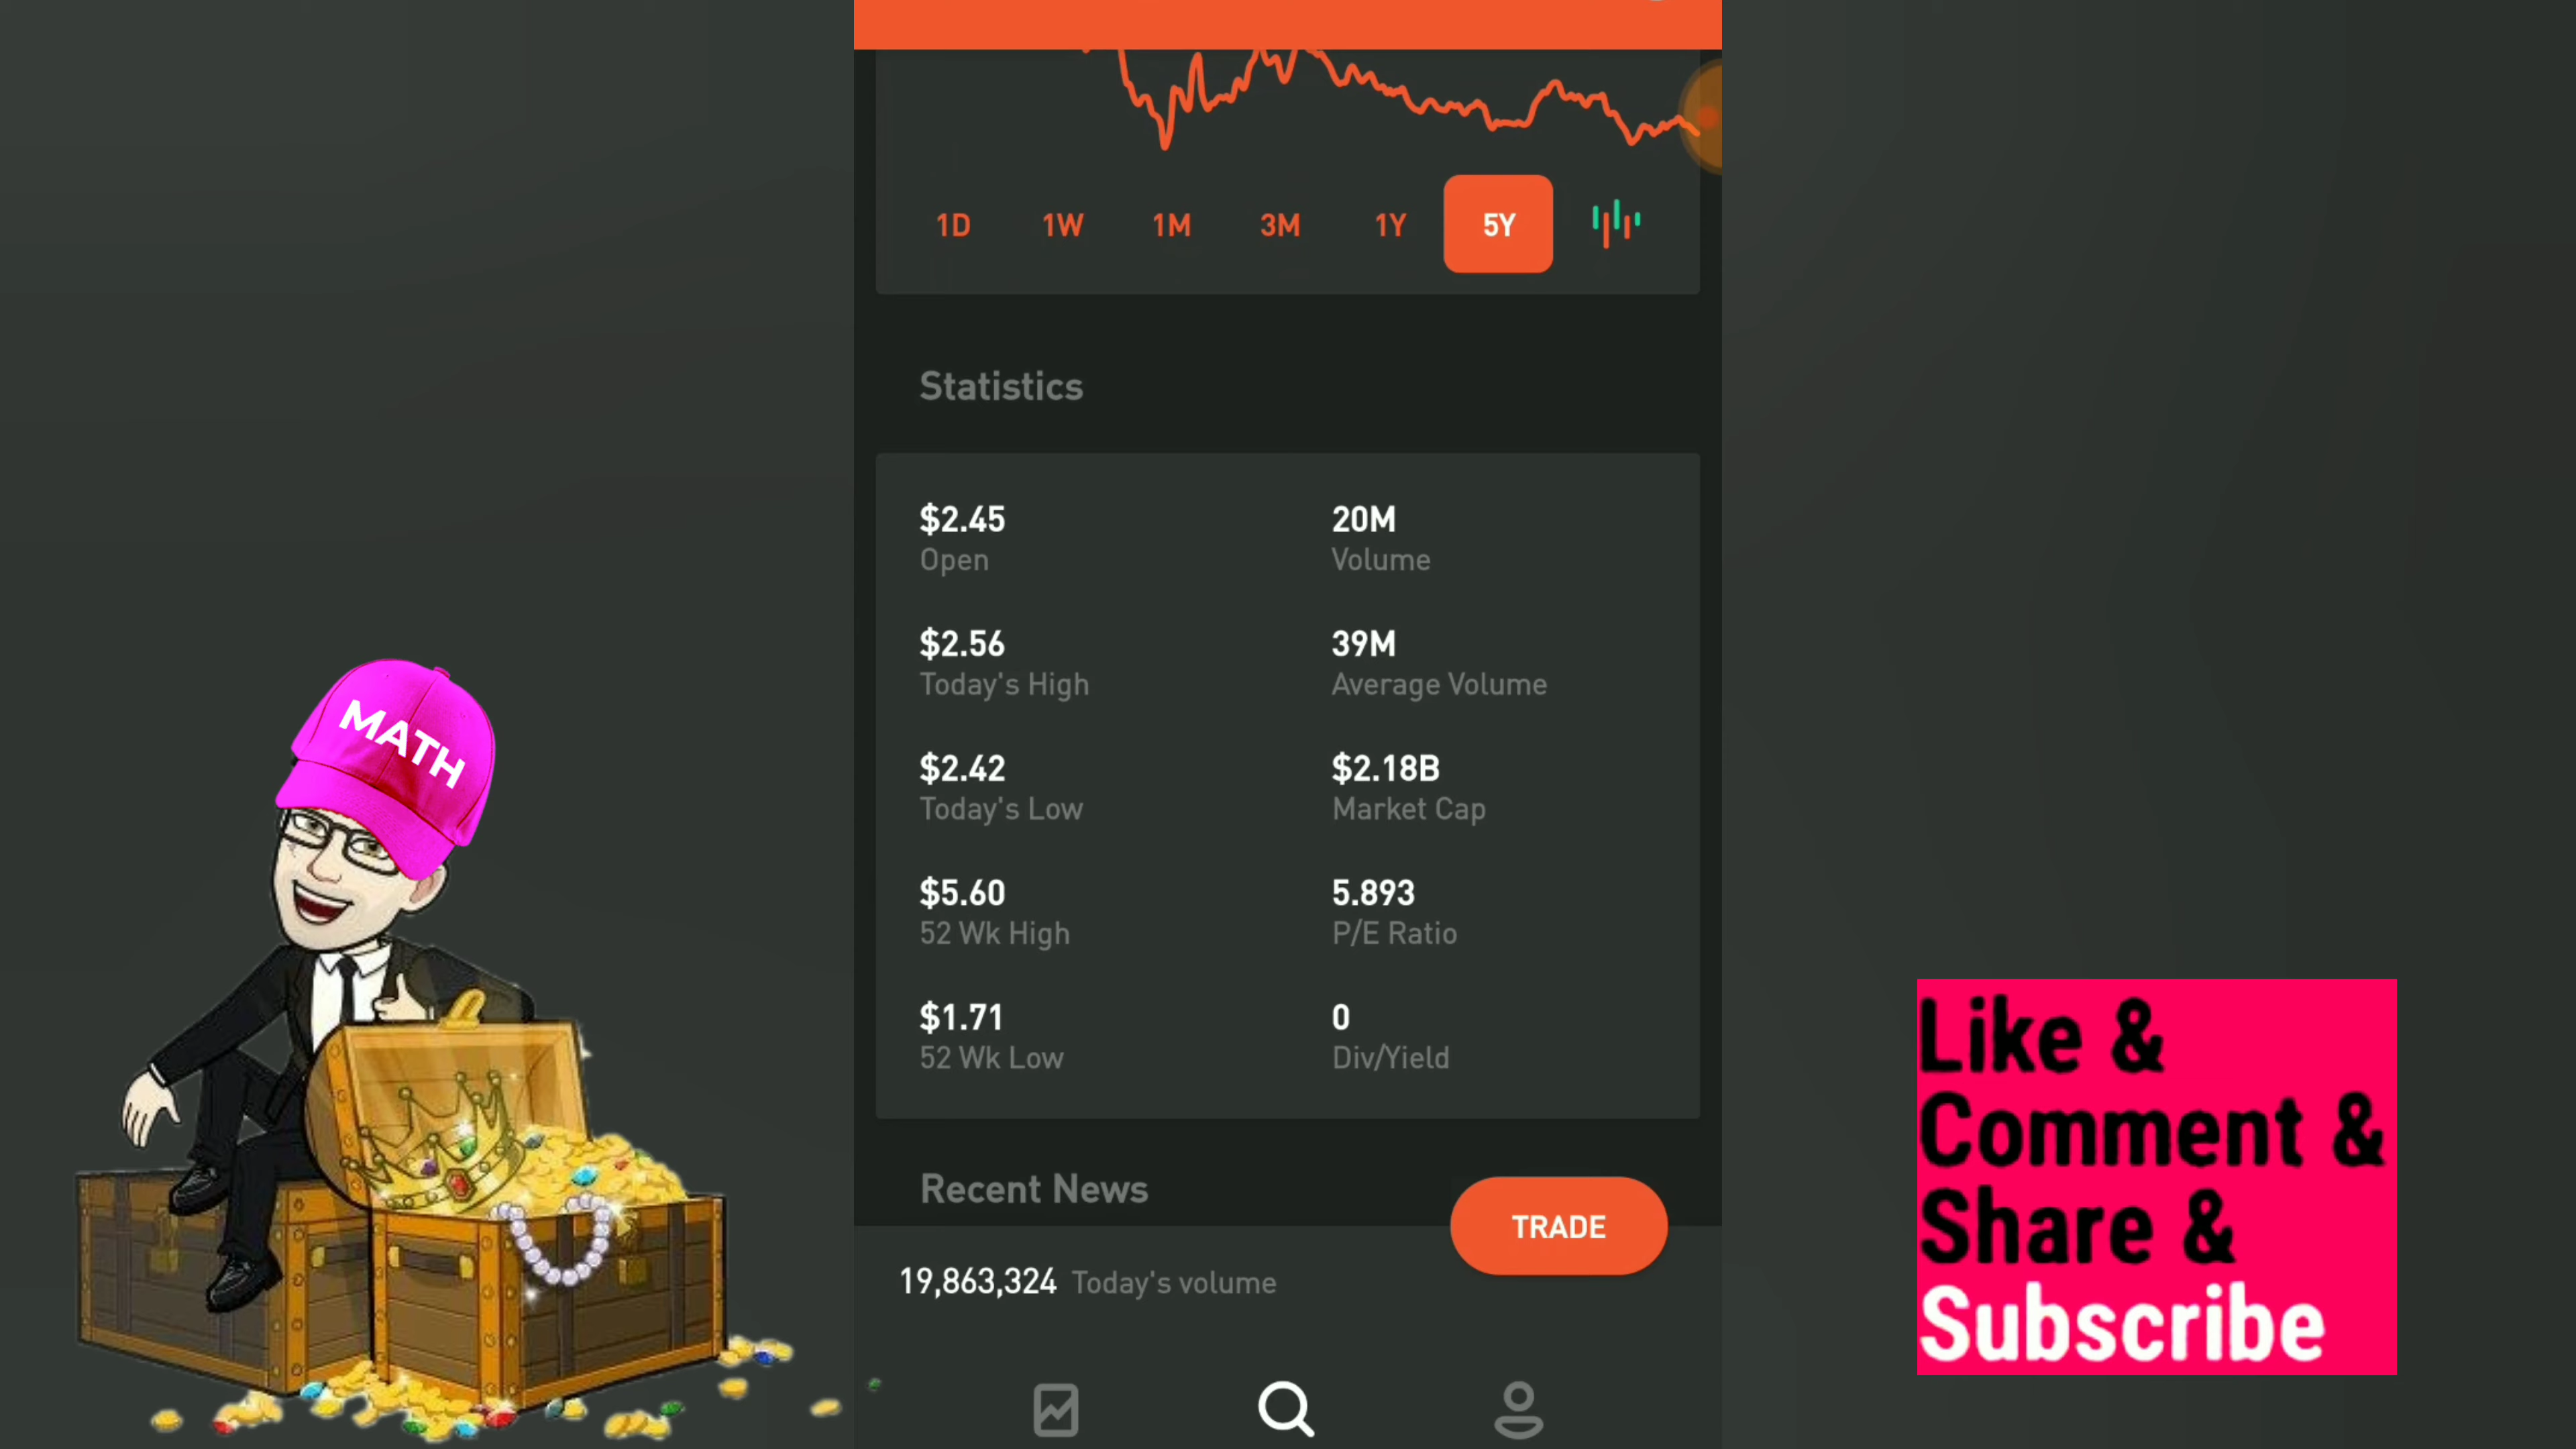 1D 1W 1M 3M 1Y 5Y
Statistics
$2.45
Open
20M
Volume
$2.56
Today's High
39M
Average Volume
$2.42
Today's Low
$2.18B
Market Cap
$5.60
52 Wk High
5.893
P/E Ratio
$1.71
52 Wk Low
0
Div/Yield
Recent News
TRADE
19,863,324 Today's volume
MATH
Like &
Comment &
Share &
Subscribe